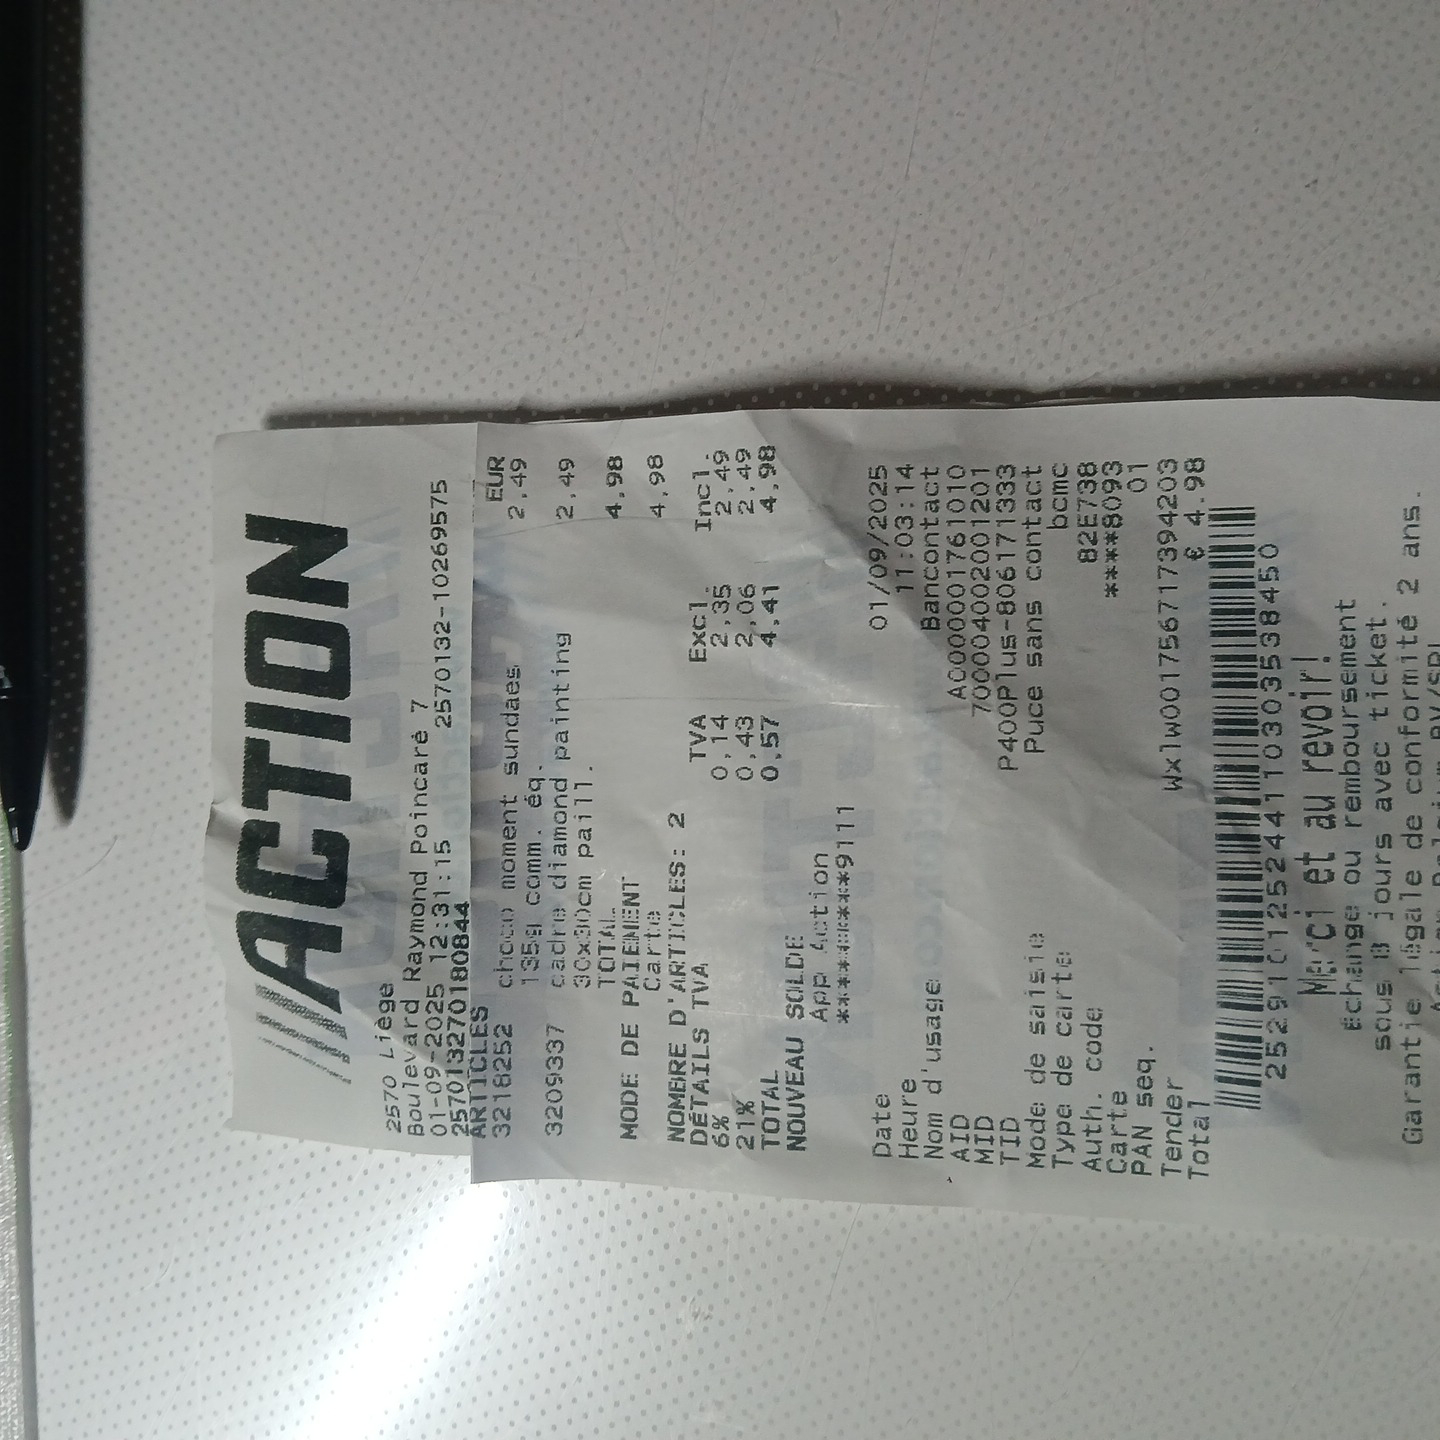 ACTION
2570 Liège
Boulevard Raymond Poincaré 7
01-09-2025 12:31:15 2570132-10269575
257013270180844
ARTICLES EUR
3218252 choco moment sundaes 2,49
135g comm. éq.
3209337 cadre diamond painting 2,49
30x30cm paill.
TOTAL 4,98
MODE DE PAIEMENT
Carte 4,98
NOMBRE D'ARTICLES: 2
DÉTAILS TVA TVA Excl. Incl.
6% 0,14 2,35 2,49
21% 0,43 2,06 2,49
TOTAL 0,57 4,41 4,98
NOUVEAU SOLDE
App Action
***********9111
Date 01/09/2025
Heure 11:03:14
Nom d'usage Bancontact
AID A0000001761010
MID 700004002001201
TID P400Plus-806171333
Mode de saisie Puce sans contact
Type de carte bcmc
Auth. code 82E738
Carte ****8093
PAN seq. 01
Tender Wx1w001756717394203
Total € 4.98
252910125244110303538450
Merci et au revoir!
Échange ou remboursement
sous 8 jours avec ticket.
Garantie légale de conformité 2 ans.